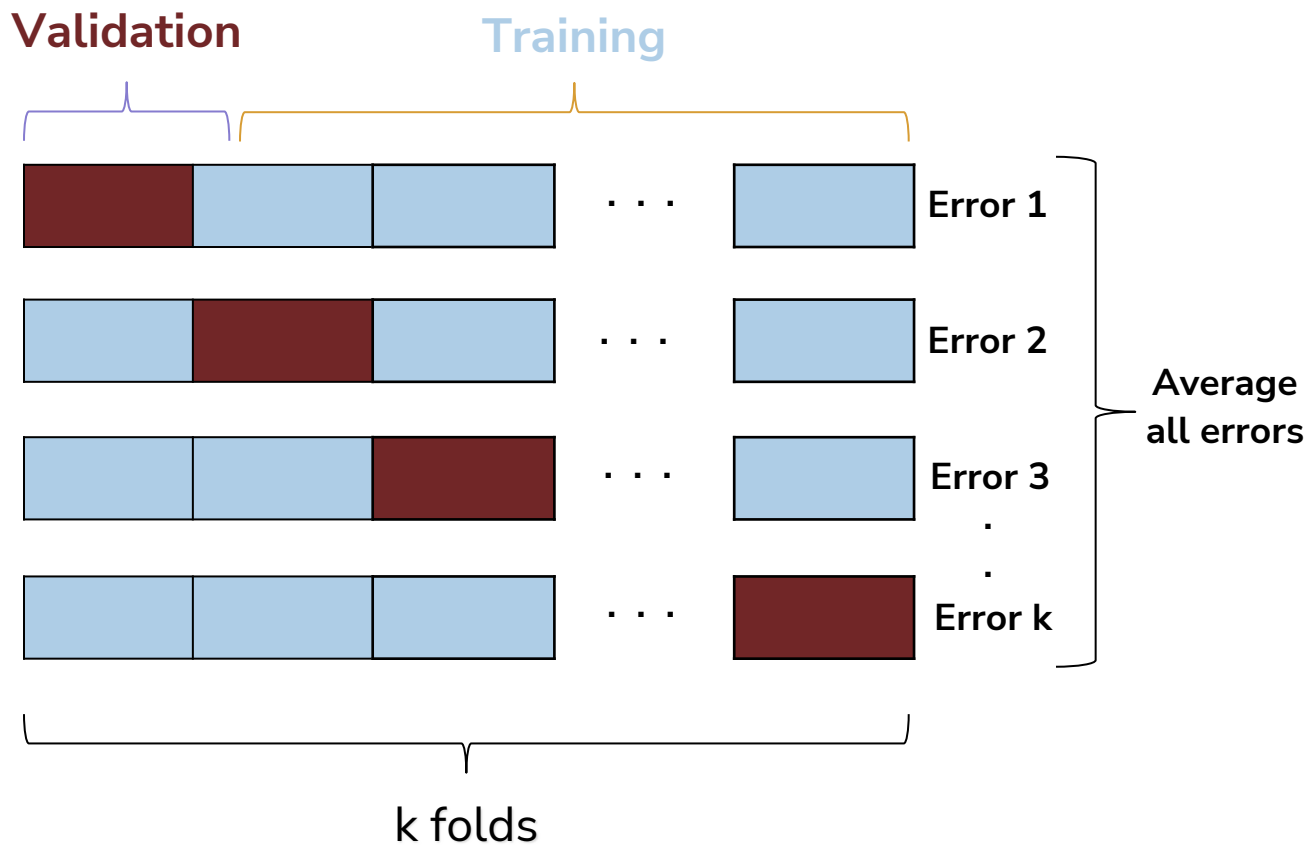 Validation
Training
. . .
Error 1
. . .
Error 2
Average
all errors
. . .
Error 3
.
.
. . .
Error k
k folds